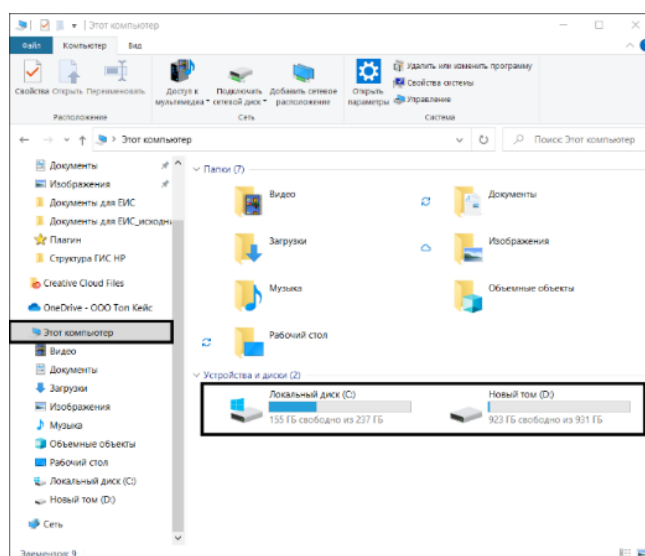 Этот компьютер
Файл Компьютер Вид
Свойства Открыть Переименовать
Доступ к мультимедиа
Подключить сетевой диск
Добавить сетевое расположение
Открыть параметры
Удалить или изменить программу
Свойства системы
Управление
Расположение Сеть Система
Этот компьютер
Поиск: Этот компьютер
Документы
Изображения
Документы для ЕИС
Документы для ЕИС_исходн
Плагин
Структура ГИС НР
Creative Cloud Files
OneDrive - ООО Топ Кейс
Этот компьютер
Видео
Документы
Загрузки
Изображения
Музыка
Объемные объекты
Рабочий стол
Локальный диск (C:)
Новый том (D:)
Сеть
Папки (7)
Видео
Документы
Загрузки
Изображения
Музыка
Объемные объекты
Рабочий стол
Устройства и диски (2)
Локальный диск (C:)
155 ГБ свободно из 237 ГБ
Новый том (D:)
923 ГБ свободно из 931 ГБ
Элементов: 9